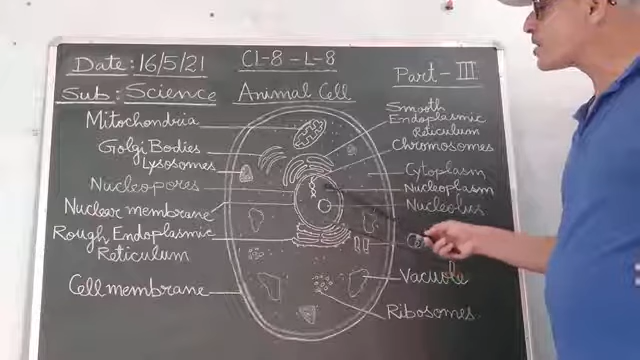 Date: 16/5/21
Cl-8 - L-8
Part - III
Sub: Science
Animal Cell
Mitochondria
Golgi Bodies
Lysosomes
Nucleopores
Nuclear membrane
Rough Endoplasmic
Reticulum
Cell membrane
Smooth
Endoplasmic
Reticulum
Chromosomes
Cytoplasm
Nucleoplasm
Nucleolus
Vacuole
Ribosomes